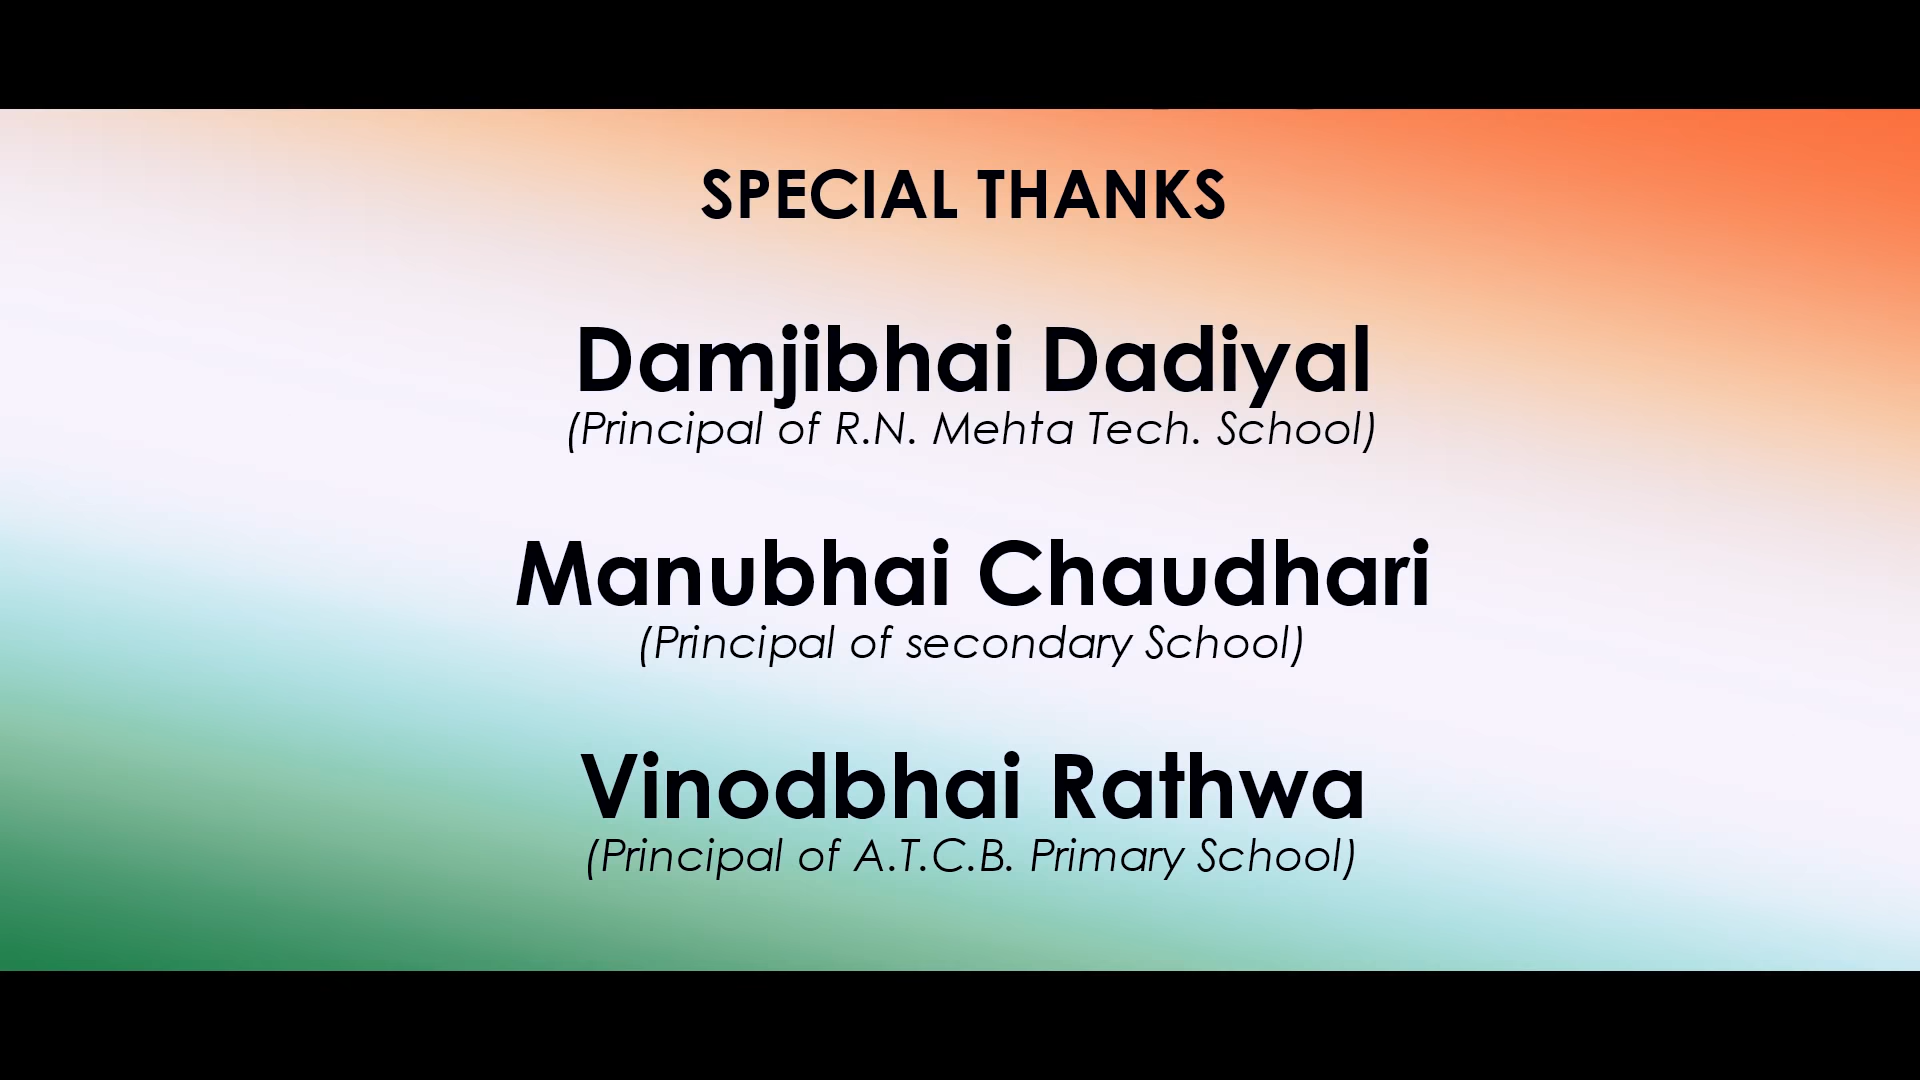 SPECIAL THANKS
Damjibhai Dadiyal
(Principal of R.N. Mehta Tech. School)
Manubhai Chaudhari
(Principal of secondary School)
Vinodbhai Rathwa
(Principal of A.T.C.B. Primary School)